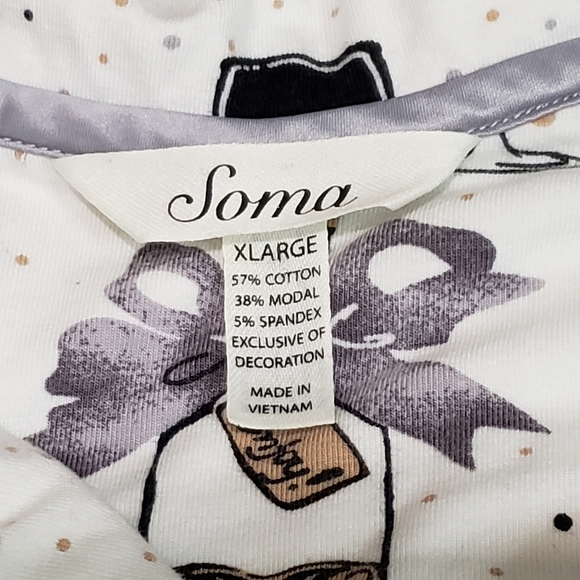 Soma
XLARGE
57% COTTON
38% MODAL
5% SPANDEX
EXCLUSIVE OF
DECORATION
MADE IN
VIETNAM